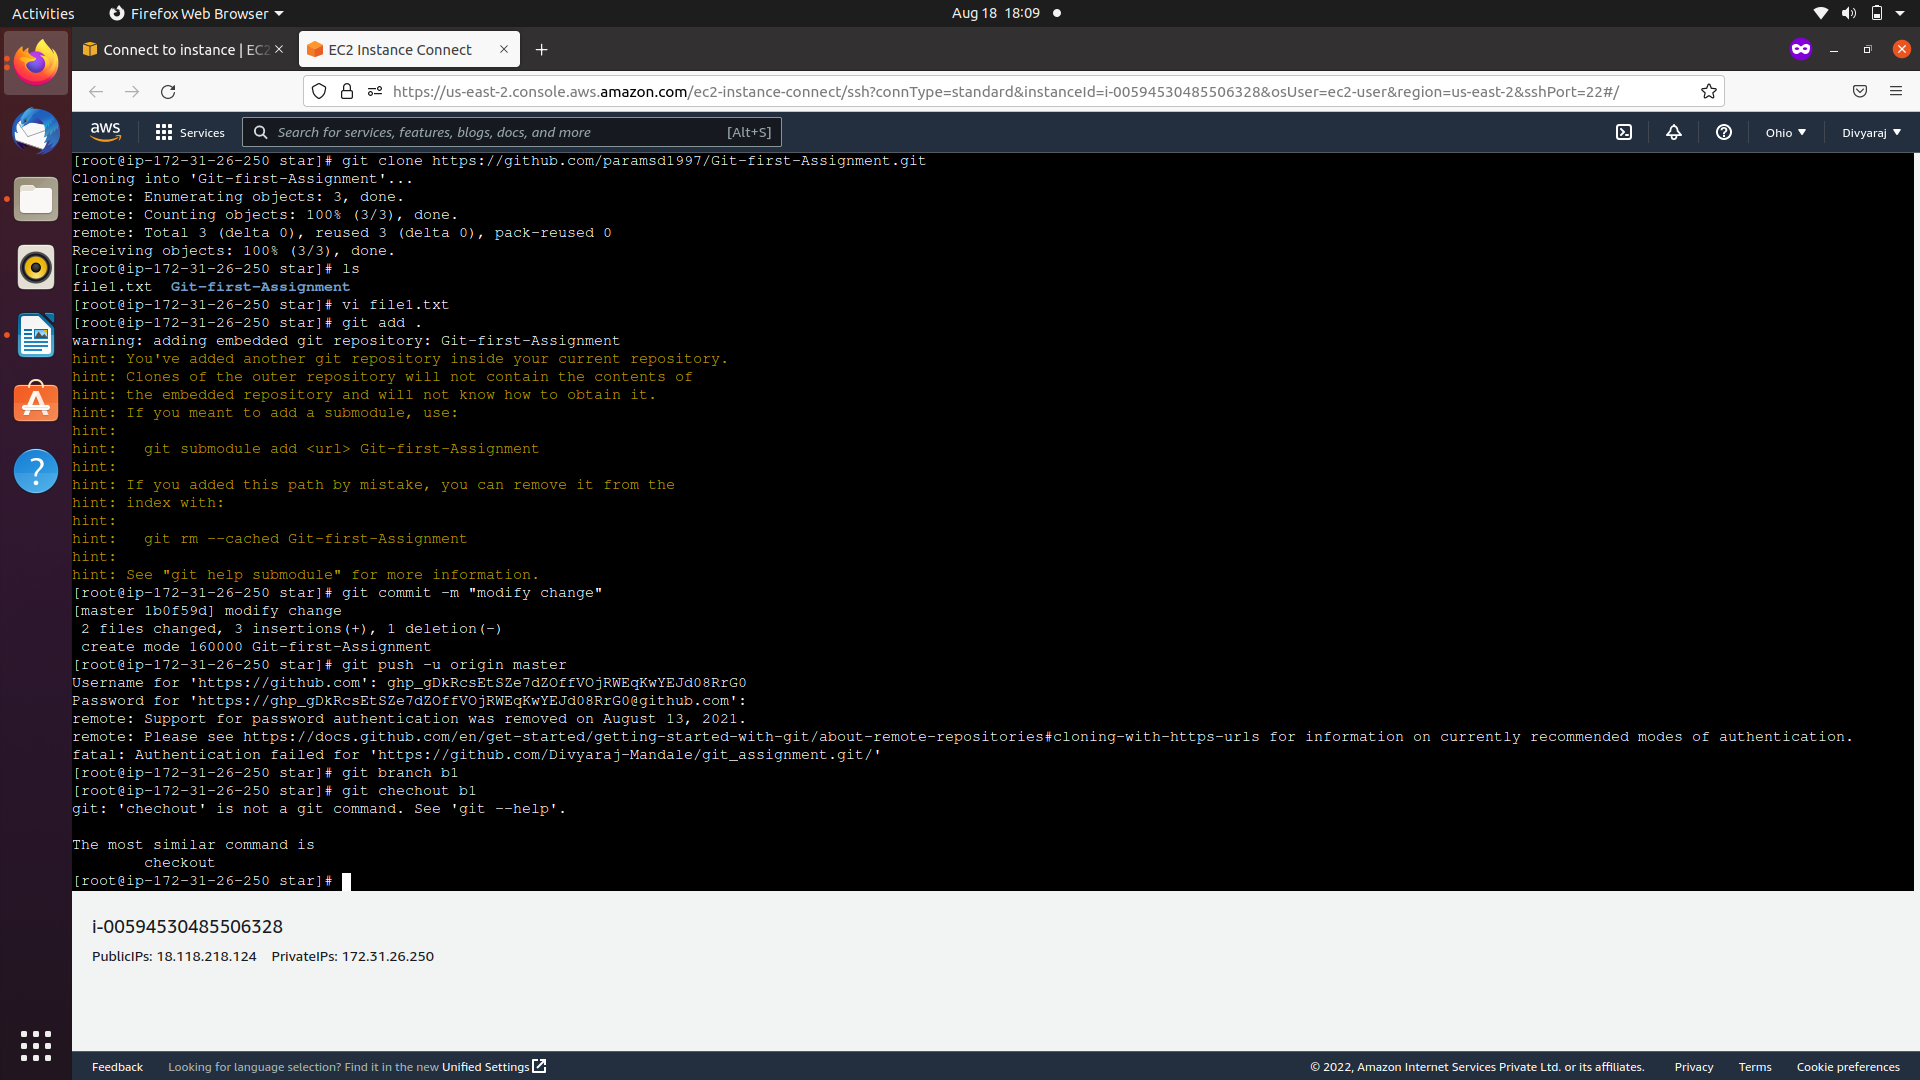 Activities
Firefox Web Browser
Aug 18 18:09
Connect to instance | EC2
EC2 Instance Connect
https://us-east-2.console.aws.amazon.com/ec2-instance-connect/ssh?connType=standard&instanceId=i-00594530485506328&osUser=ec2-user&region=us-east-2&sshPort=22#/
aws
Services
Search for services, features, blogs, docs, and more
[Alt+S]
Ohio
Divyaraj
[root@ip-172-31-26-250 star]# git clone https://github.com/paramsd1997/Git-first-Assignment.git
Cloning into 'Git-first-Assignment'...
remote: Enumerating objects: 3, done.
remote: Counting objects: 100% (3/3), done.
remote: Total 3 (delta 0), reused 3 (delta 0), pack-reused 0
Receiving objects: 100% (3/3), done.
[root@ip-172-31-26-250 star]# ls
file1.txt  Git-first-Assignment
[root@ip-172-31-26-250 star]# vi file1.txt
[root@ip-172-31-26-250 star]# git add .
warning: adding embedded git repository: Git-first-Assignment
hint: You've added another git repository inside your current repository.
hint: Clones of the outer repository will not contain the contents of
hint: the embedded repository and will not know how to obtain it.
hint: If you meant to add a submodule, use:
hint:
hint:   git submodule add <url> Git-first-Assignment
hint:
hint: If you added this path by mistake, you can remove it from the
hint: index with:
hint:
hint:   git rm --cached Git-first-Assignment
hint:
hint: See "git help submodule" for more information.
[root@ip-172-31-26-250 star]# git commit -m "modify change"
[master 1b0f59d] modify change
 2 files changed, 3 insertions(+), 1 deletion(-)
 create mode 160000 Git-first-Assignment
[root@ip-172-31-26-250 star]# git push -u origin master
Username for 'https://github.com': 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
Password for 'https://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@github.com':
remote: Support for password authentication was removed on August 13, 2021.
remote: Please see https://docs.github.com/en/get-started/getting-started-with-git/about-remote-repositories#cloning-with-https-urls for information on currently recommended modes of authentication.
fatal: Authentication failed for 'https://github.com/Divyaraj-Mandale/git_assignment.git/'
[root@ip-172-31-26-250 star]# git branch b1
[root@ip-172-31-26-250 star]# git chechout b1
git: 'chechout' is not a git command. See 'git --help'.
The most similar command is
        checkout
[root@ip-172-31-26-250 star]#
i-00594530485506328
PublicIPs: 18.118.218.124 PrivateIPs: 172.31.26.250
Feedback
Looking for language selection? Find it in the new Unified Settings
© 2022, Amazon Internet Services Private Ltd. or its affiliates.
Privacy
Terms
Cookie preferences